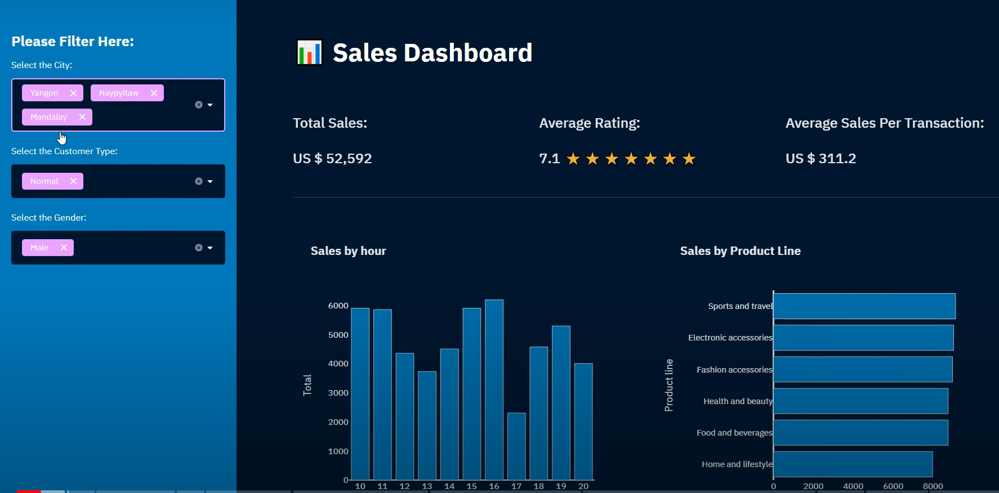 Please Filter Here:
Select the City:
Yangon
Naypyitaw
Mandalay
Select the Customer Type:
Normal
Select the Gender:
Male
Sales Dashboard
Total Sales:
US $ 52,592
Average Rating:
7.1
Average Sales Per Transaction:
US $ 311.2
Sales by hour
Total
6000
5000
4000
3000
2000
1000
0
10 11 12 13 14 15 16 17 18 19 20
Sales by Product Line
Product line
Sports and travel
Electronic accessories
Fashion accessories
Health and beauty
Food and beverages
Home and lifestyle
0 2000 4000 6000 8000